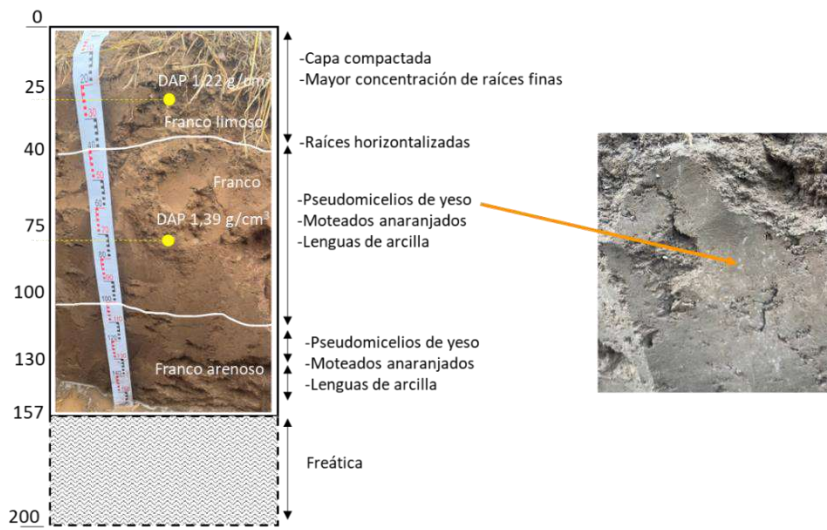 0
25
40
75
100
130
157
200
DAP 1,22 g/cm³
Franco limoso
Franco
DAP 1,39 g/cm³
Franco arenoso
-Capa compactada
-Mayor concentración de raíces finas
-Raíces horizontalizadas
-Pseudomicelios de yeso
-Moteados anaranjados
-Lenguas de arcilla
-Pseudomicelios de yeso
-Moteados anaranjados
-Lenguas de arcilla
Freática